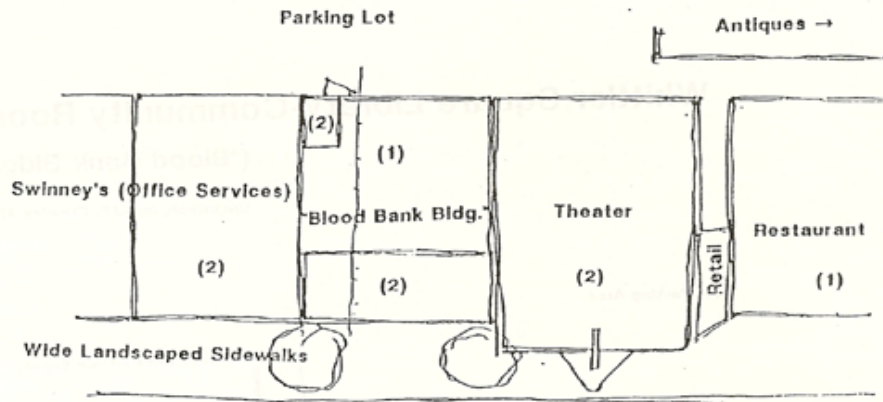 Parking Lot
Antiques →
(2)
(1)
Swinney's (Office Services)
"Blood Bank Bldg."
Theater
Restaurant
Retail
(2)
(2)
(2)
(1)
Wide Landscaped Sidewalks